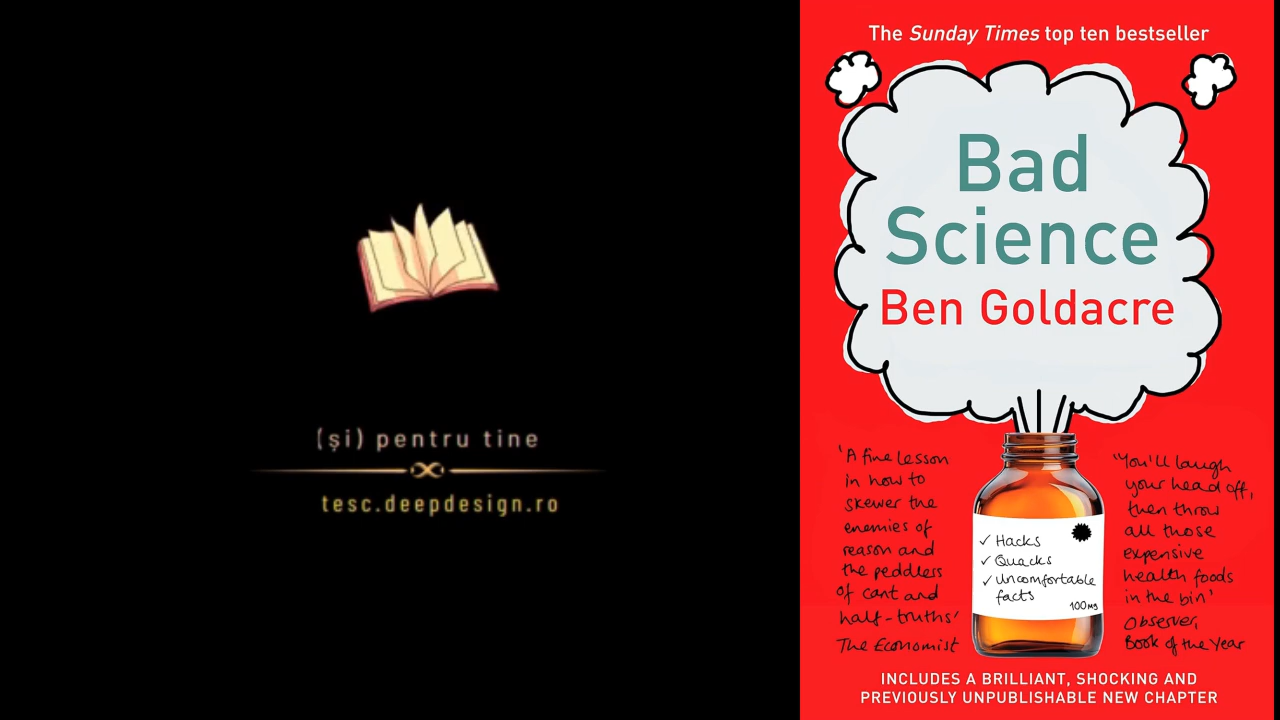 (și) pentru tine
tesc.deepdesign.ro
The Sunday Times top ten bestseller
Bad
Science
Ben Goldacre
'A fine lesson
in how to
skewer the
enemies of
reason and
the peddlers
of cant and
half-truths'
The Economist
✓ Hacks
✓ Quacks
✓ Uncomfortable
facts
100mg
'You'll laugh
your head off,
then throw
all those
expensive
health foods
in the bin'
Observer,
Book of the Year
INCLUDES A BRILLIANT, SHOCKING AND
PREVIOUSLY UNPUBLISHABLE NEW CHAPTER